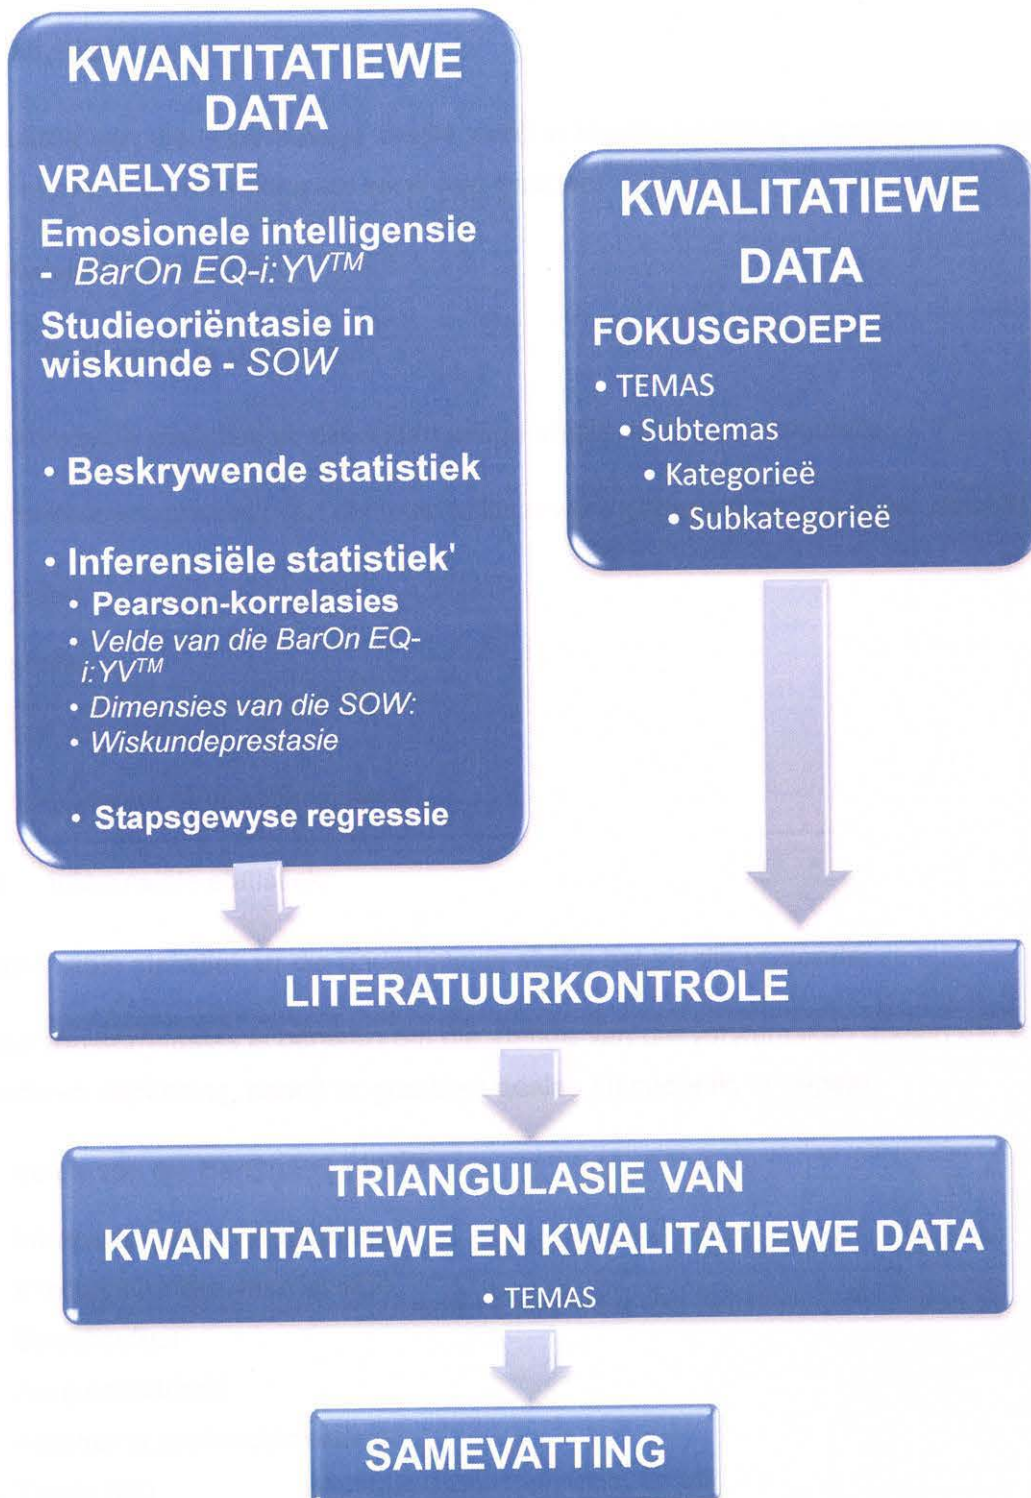 KWANTITATIEWE
DATA
VRAELYSTE
Emosionele intelligensie
- BarOn EQ-i:YV™
Studieoriëntasie in
wiskunde - SOW
• Beskrywende statistiek
• Inferensiële statistiek'
• Pearson-korrelasies
• Velde van die BarOn EQ-
i:YV™
• Dimensies van die SOW:
• Wiskundeprestasie
• Stapsgewyse regressie
KWALITATIEWE
DATA
FOKUSGROEPE
• TEMAS
• Subtemas
• Kategorieë
• Subkategorieë
LITERATUURKONTROLE
TRIANGULASIE VAN
KWANTITATIEWE EN KWALITATIEWE DATA
• TEMAS
SAMEVATTING